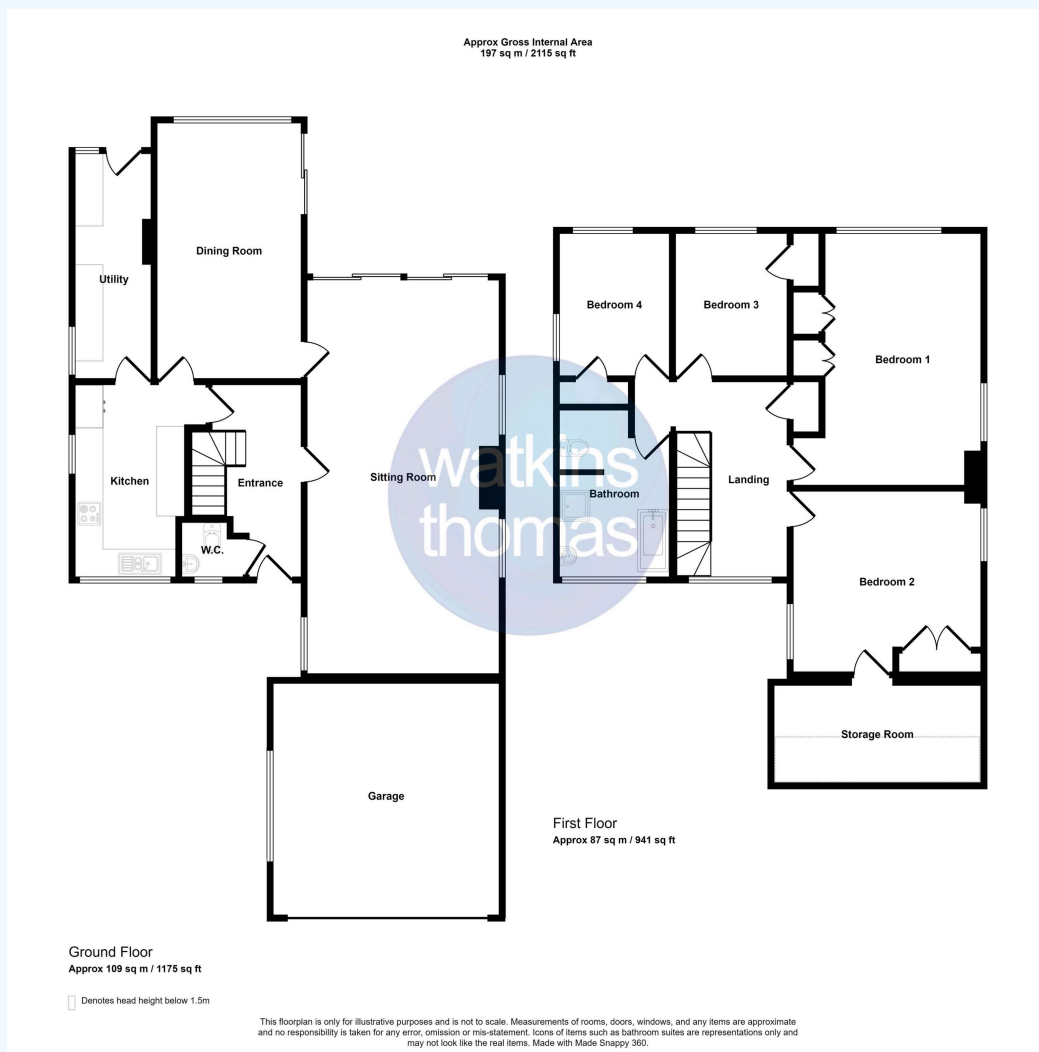 Approx Gross Internal Area
197 sq m / 2115 sq ft
Dining Room
Utility
Bedroom 4
Bedroom 3
Bedroom 1
Kitchen
Entrance
Sitting Room
W.C.
Bathroom
Landing
watkins
thomas
Bedroom 2
Storage Room
Garage
First Floor
Approx 87 sq m / 941 sq ft
Ground Floor
Approx 109 sq m / 1175 sq ft
Denotes head height below 1.5m
This floorplan is only for illustrative purposes and is not to scale. Measurements of rooms, doors, windows, and any items are approximate
and no responsibility is taken for any error, omission or mis-statement. Icons of items such as bathroom suites are representations only and
may not look like the real items. Made with Made Snappy 360.